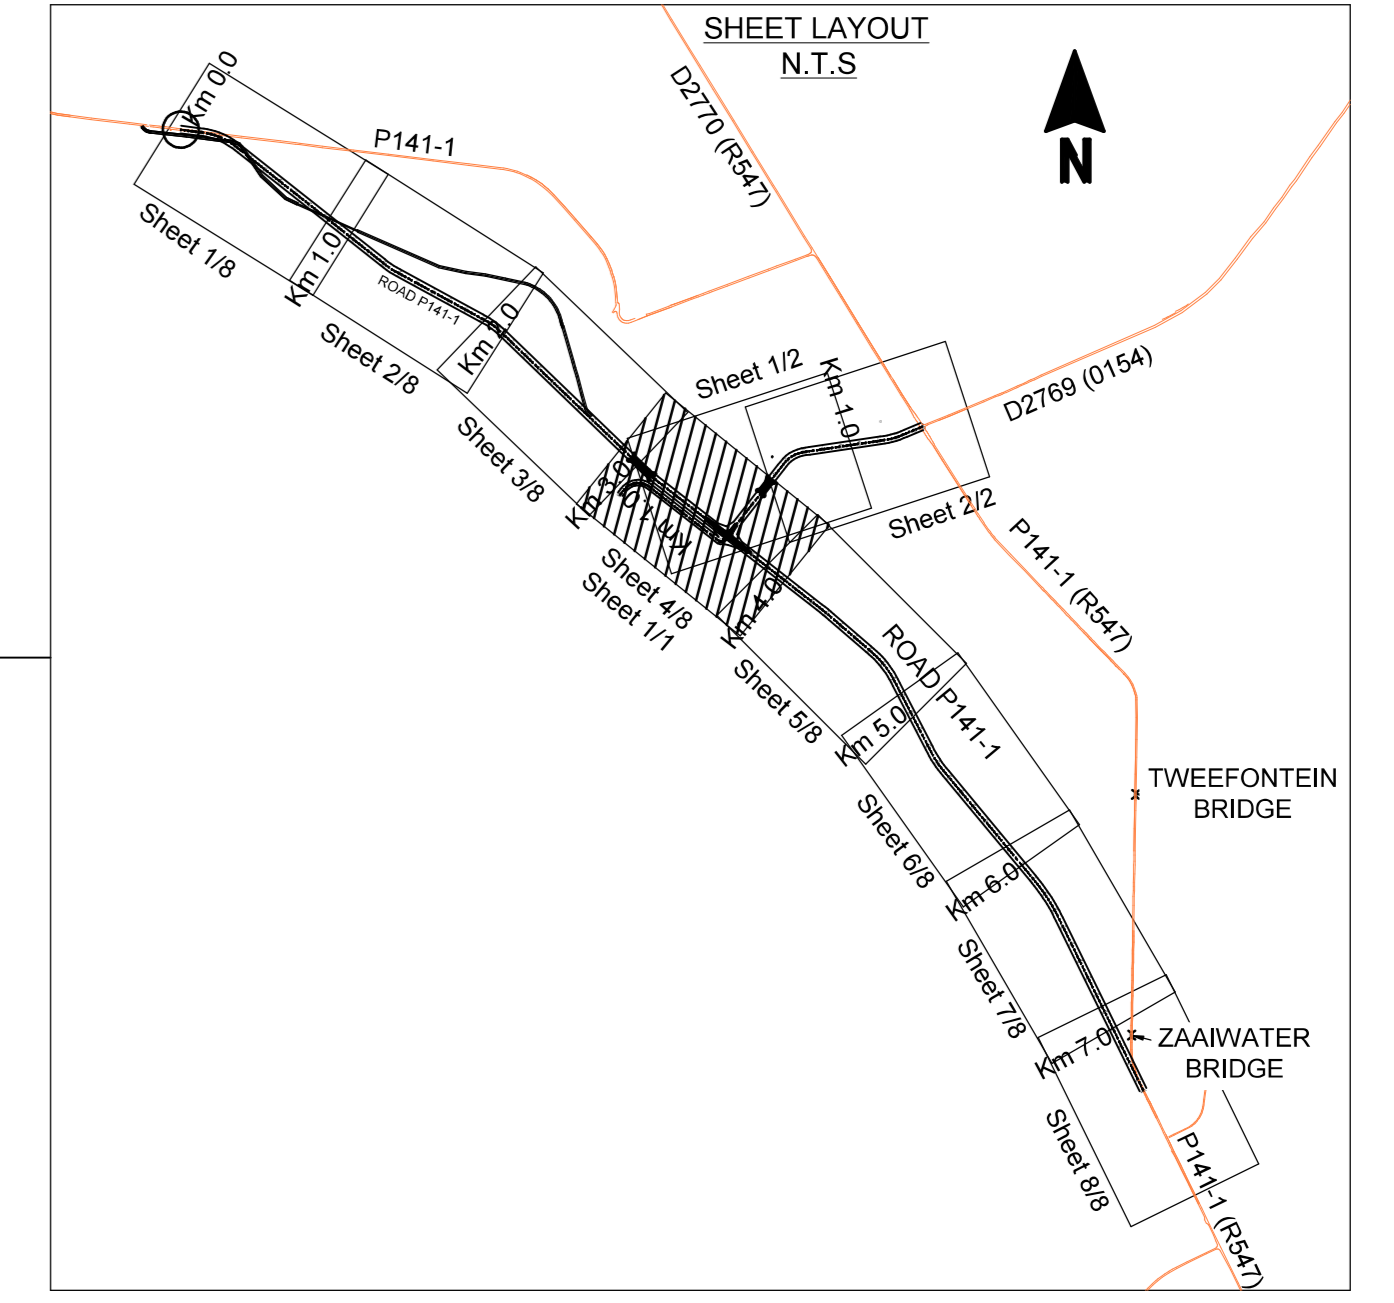 SHEET LAYOUT
N.T.S
N
Km 0.0
P141-1
D2770 (R547)
Sheet 1/8
Km 1.0
ROAD P141-1
Sheet 2/8
Sheet 3/8
Sheet 1/2
Km 1.0
D2769 (0154)
Km 3.0
Km 1.0
Sheet 2/2
Sheet 4/8
Sheet 1/1
Km 4.0
P141-1 (R547)
ROAD P141-1
Sheet 5/8
Km 5.0
TWEEFONTEIN
BRIDGE
Sheet 6/8
Km 6.0
Sheet 7/8
Km 7.0
ZAAIWATER
BRIDGE
Sheet 8/8
P141-1 (R547)